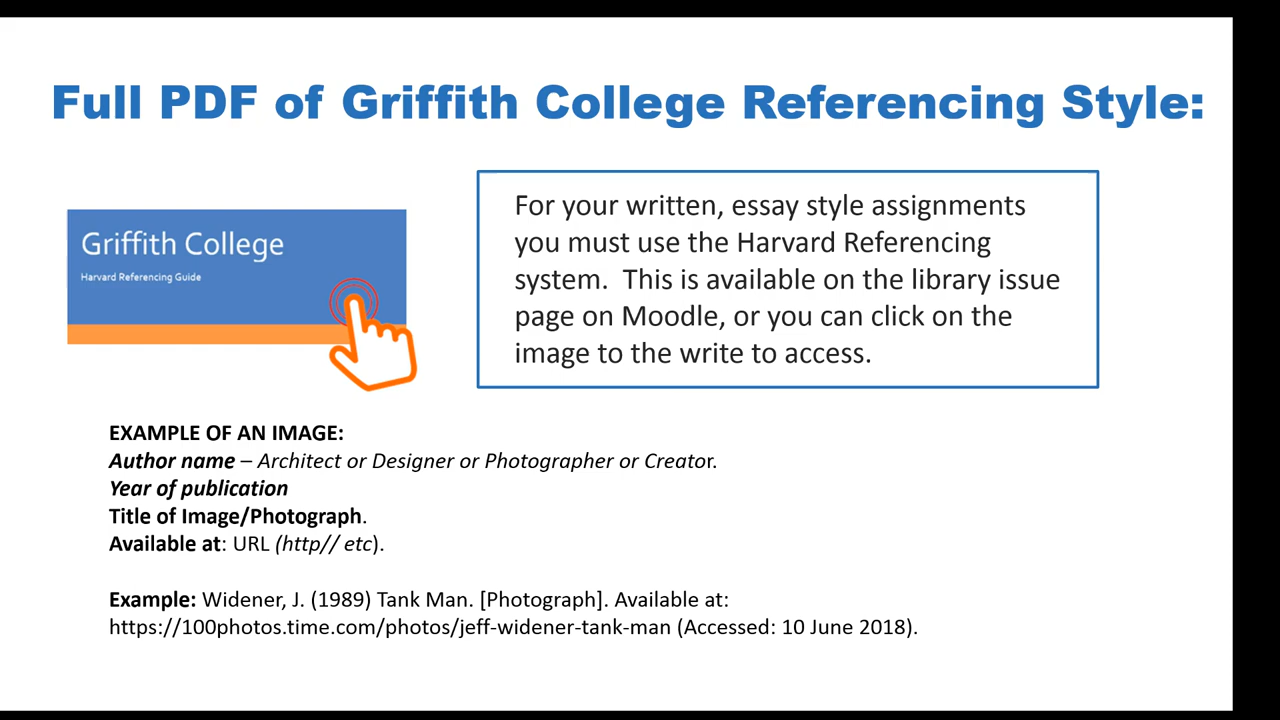 Full PDF of Griffith College Referencing Style:
Griffith College
Harvard Referencing Guide
For your written, essay style assignments
you must use the Harvard Referencing
system.  This is available on the library issue
page on Moodle, or you can click on the
image to the write to access.
EXAMPLE OF AN IMAGE:
Author name – Architect or Designer or Photographer or Creator.
Year of publication
Title of Image/Photograph.
Available at: URL (http// etc).
Example: Widener, J. (1989) Tank Man. [Photograph]. Available at:
https://100photos.time.com/photos/jeff-widener-tank-man (Accessed: 10 June 2018).